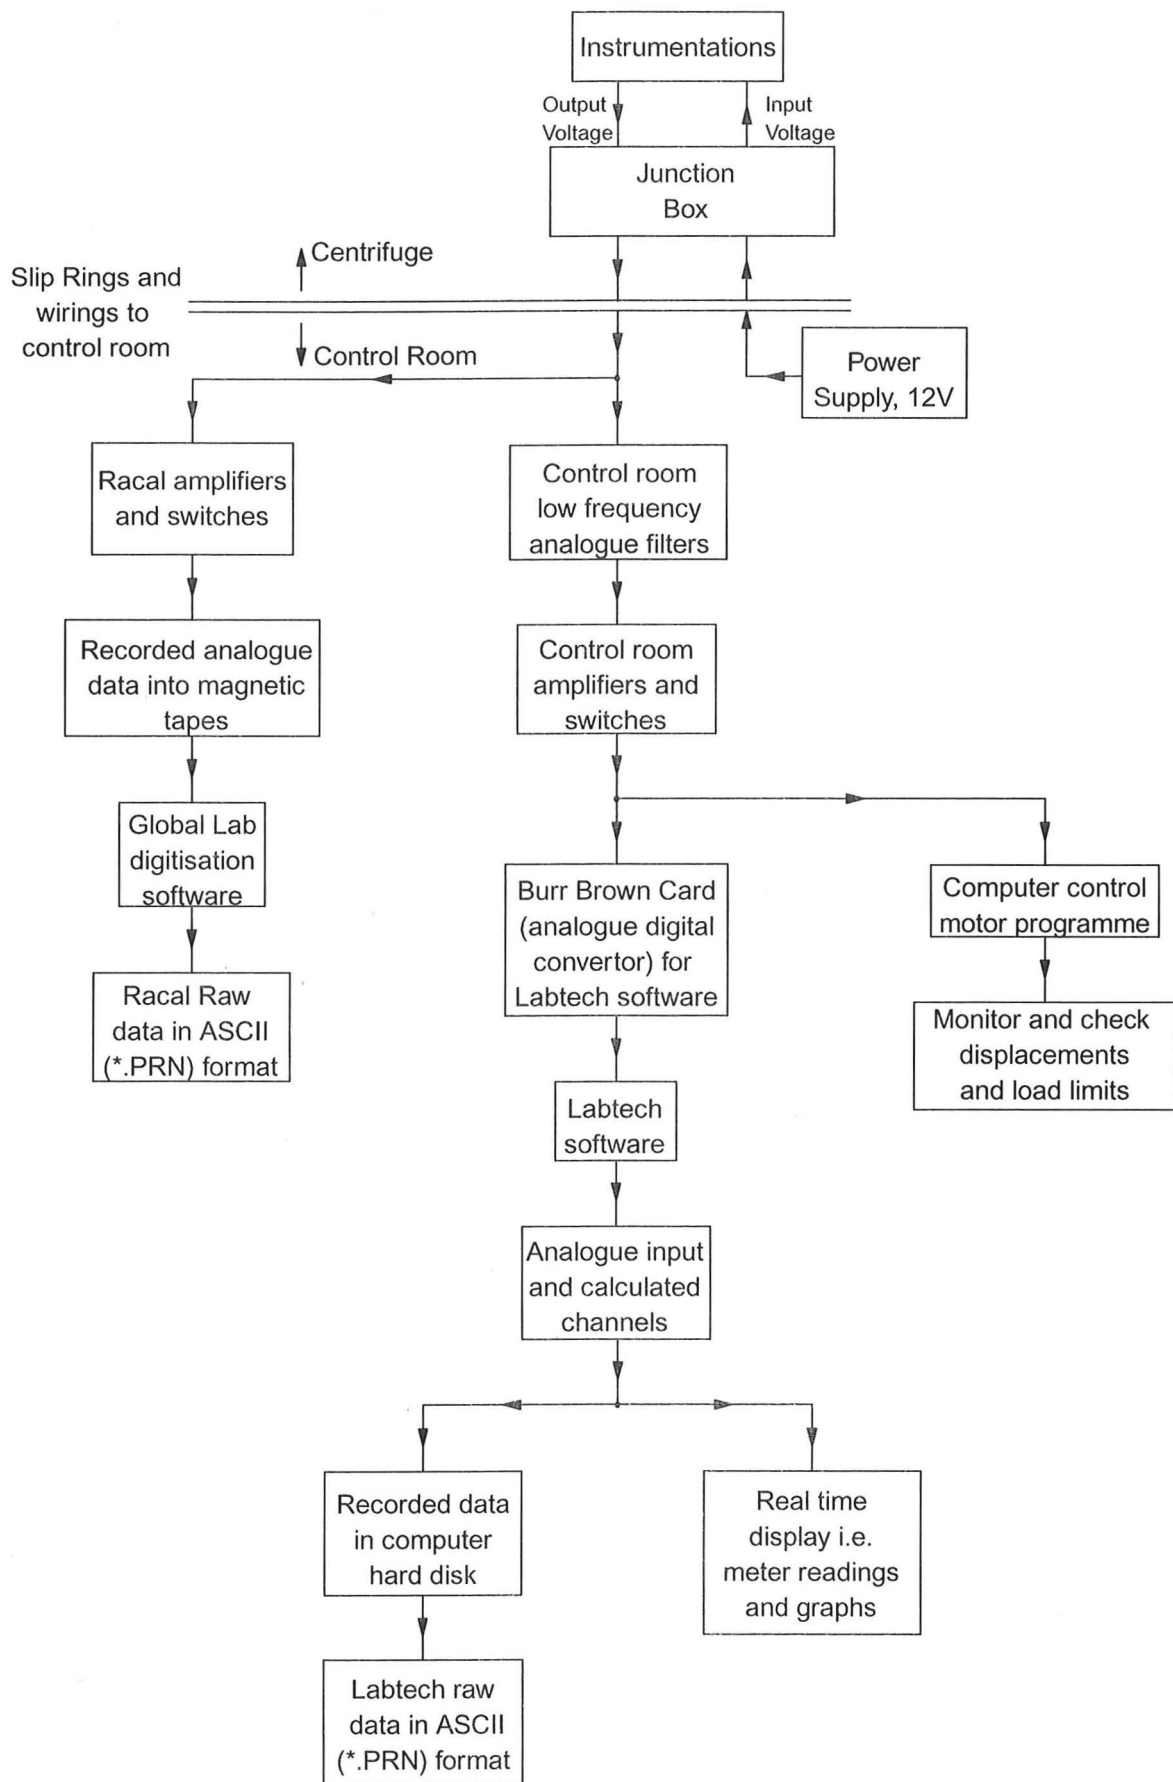 Instrumentations
Output
Voltage
Input
Voltage
Junction
Box
Centrifuge
Slip Rings and
wirings to
control room
Control Room
Power
Supply, 12V
Racal amplifiers
and switches
Control room
low frequency
analogue filters
Recorded analogue
data into magnetic
tapes
Control room
amplifiers and
switches
Global Lab
digitisation
software
Burr Brown Card
(analogue digital
convertor) for
Labtech software
Computer control
motor programme
Racal Raw
data in ASCII
(*.PRN) format
Monitor and check
displacements
and load limits
Labtech
software
Analogue input
and calculated
channels
Recorded data
in computer
hard disk
Real time
display i.e.
meter readings
and graphs
Labtech raw
data in ASCII
(*.PRN) format